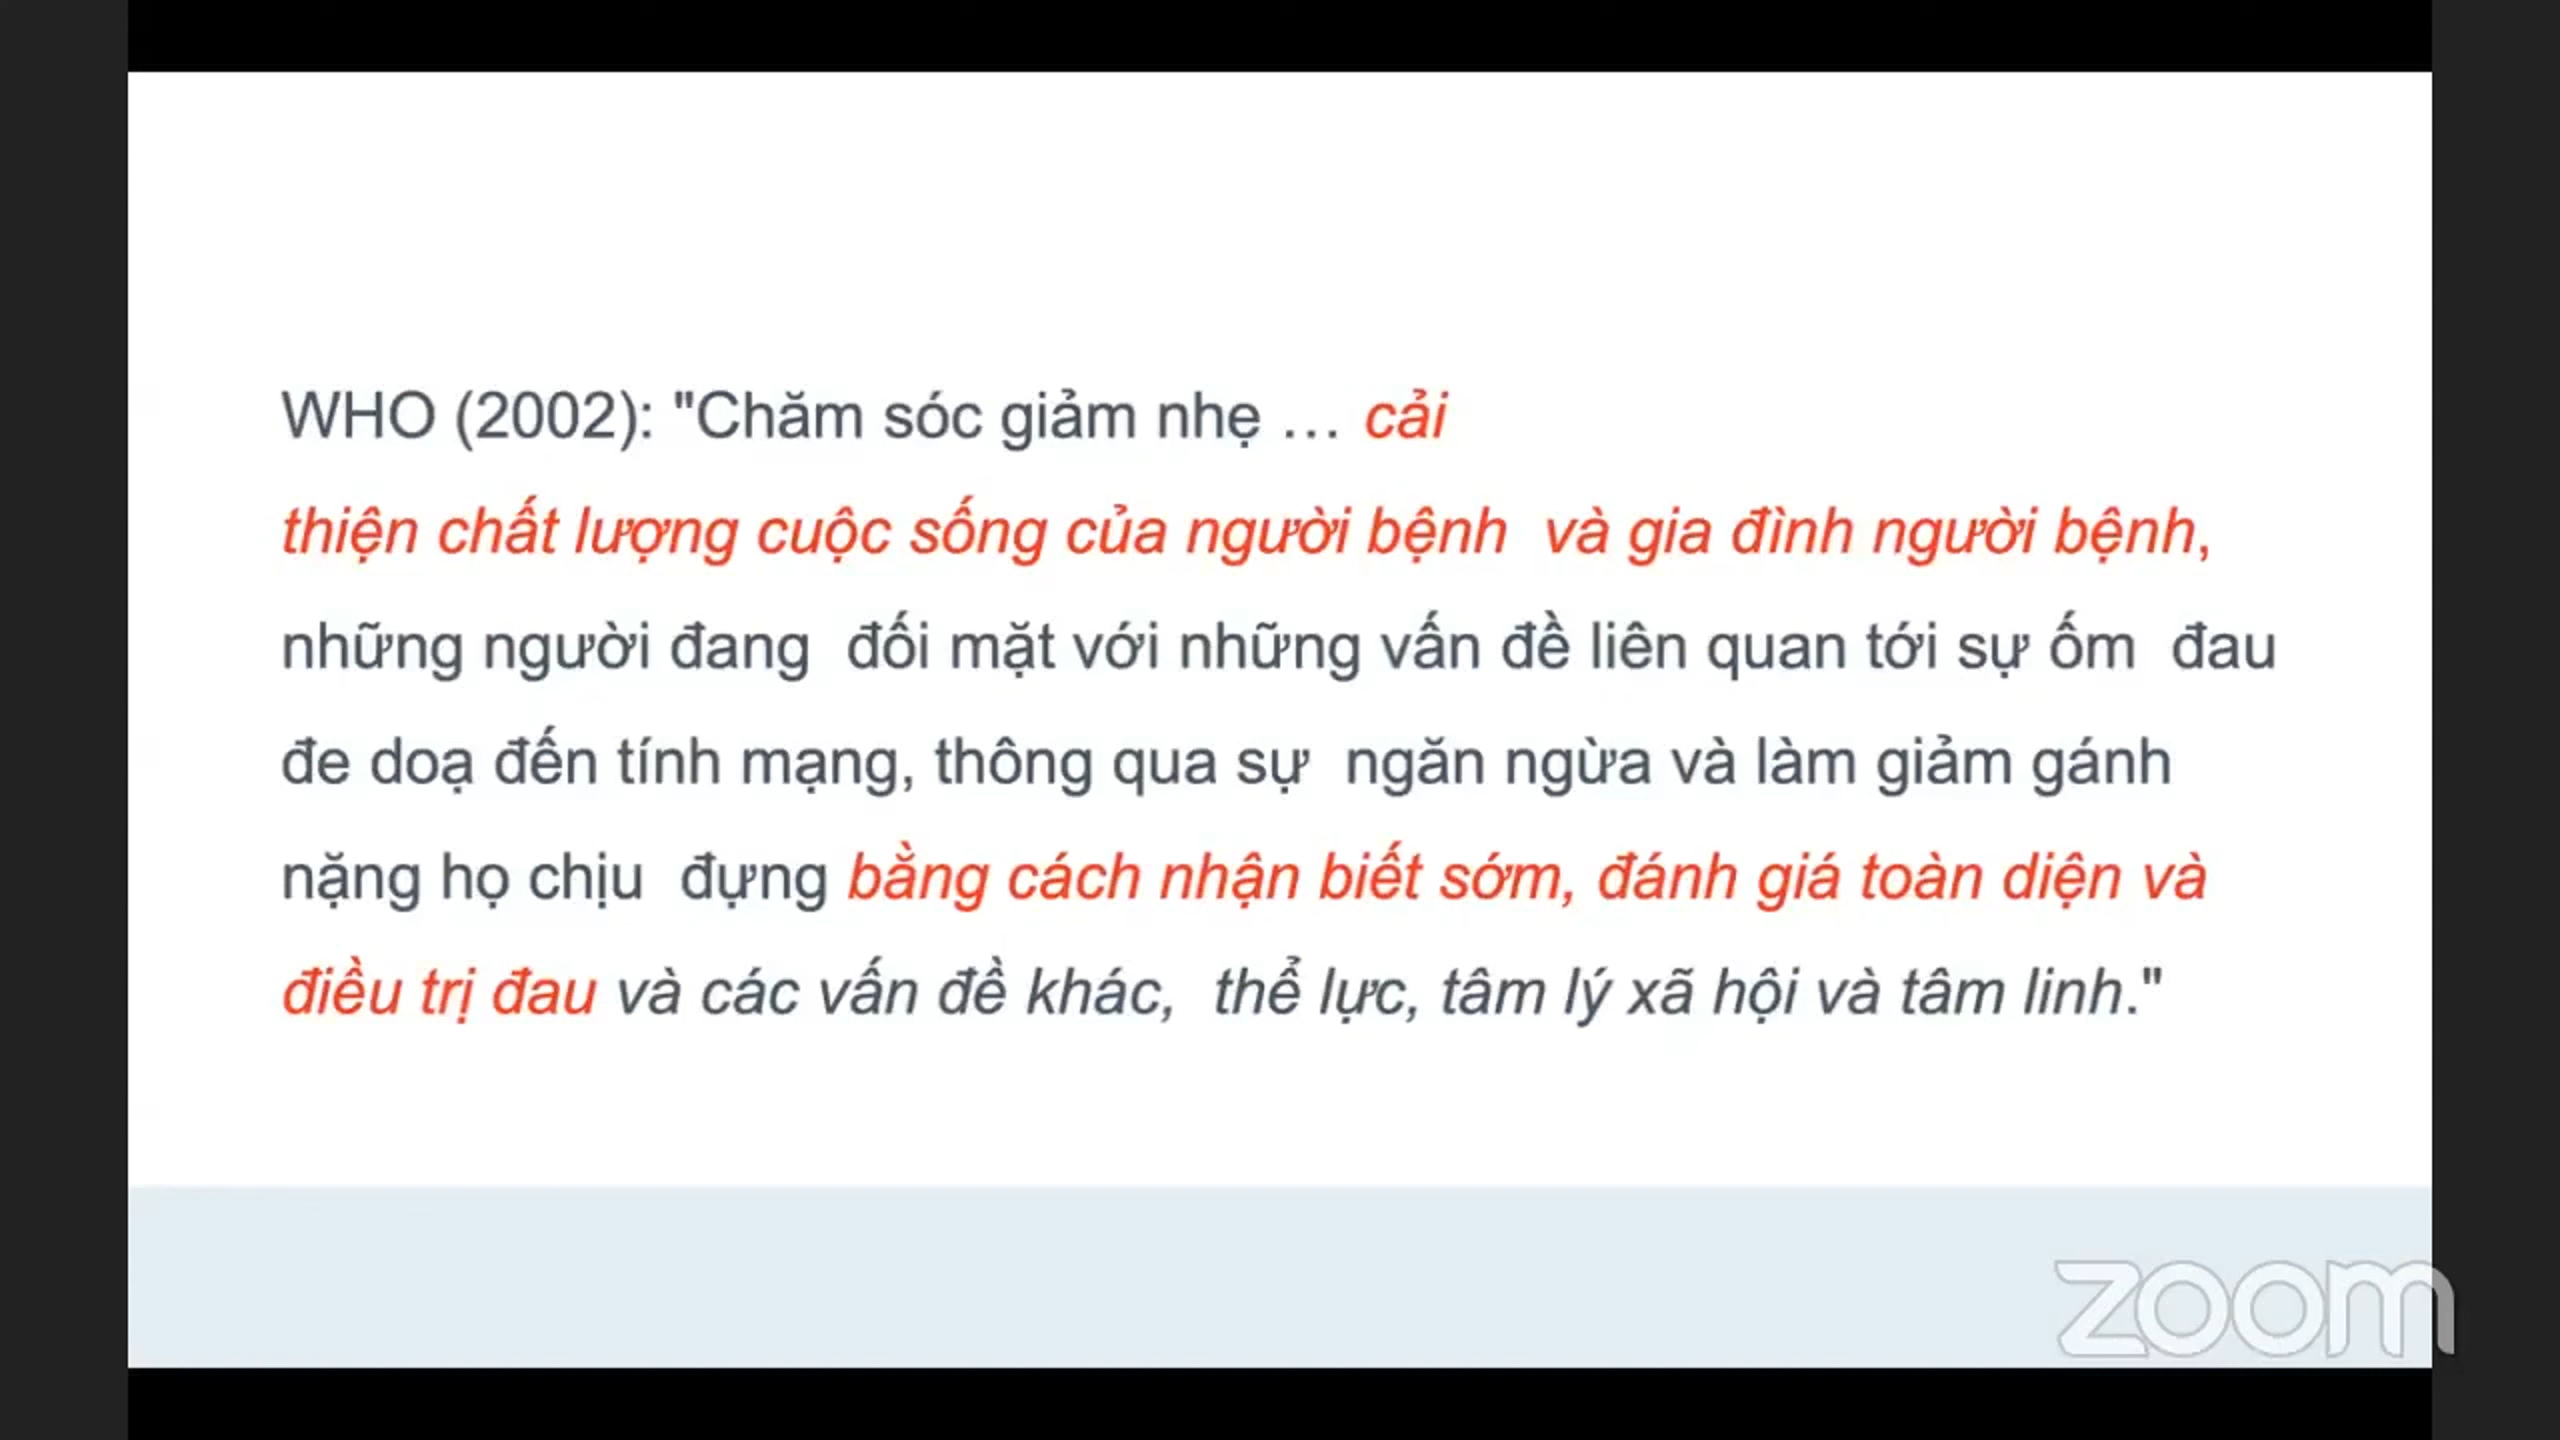 WHO (2002): "Chăm sóc giảm nhẹ … cải
thiện chất lượng cuộc sống của người bệnh và gia đình người bệnh,
những người đang đối mặt với những vấn đề liên quan tới sự ốm đau
đe doạ đến tính mạng, thông qua sự ngăn ngừa và làm giảm gánh
nặng họ chịu đựng bằng cách nhận biết sớm, đánh giá toàn diện và
điều trị đau và các vấn đề khác, thể lực, tâm lý xã hội và tâm linh."
zoom